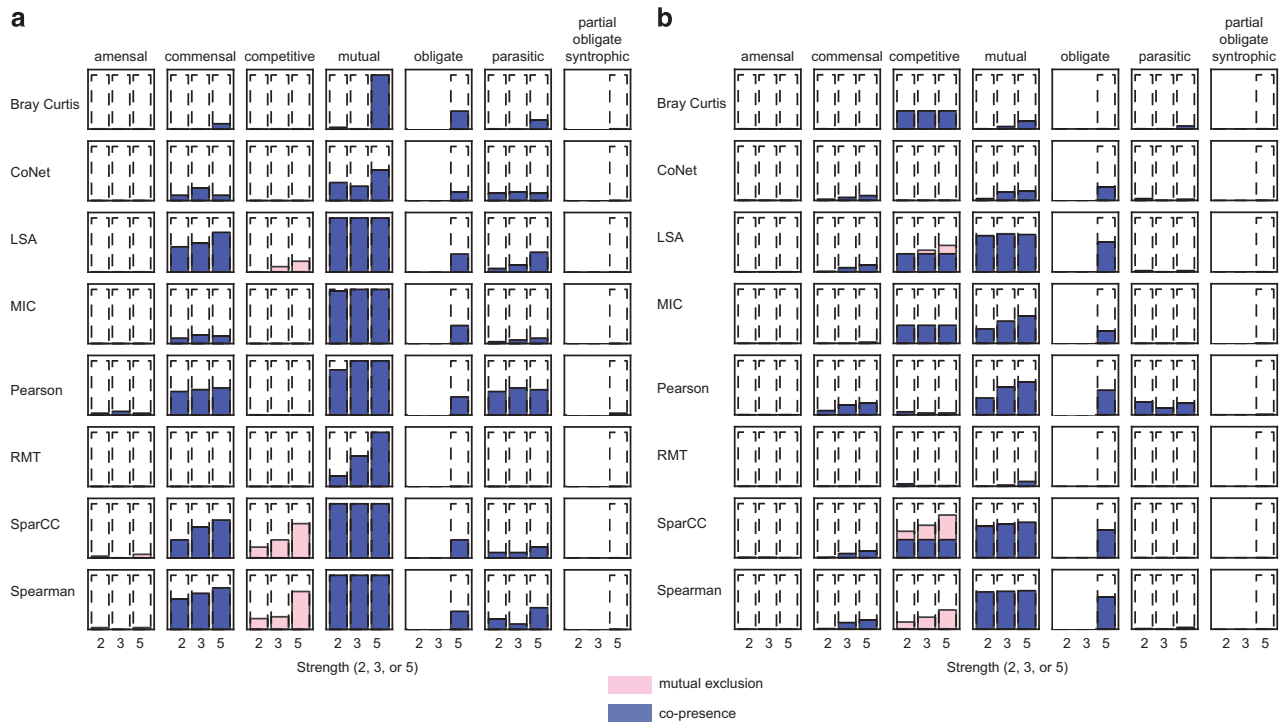 a
amensal commensal competitive mutual obligate parasitic partial obligate syntrophic
Bray Curtis
CoNet
LSA
MIC
Pearson
RMT
SparCC
Spearman
2 3 5 2 3 5 2 3 5 2 3 5 2 3 5 2 3 5 2 3 5
Strength (2, 3, or 5)
b
amensal commensal competitive mutual obligate parasitic partial obligate syntrophic
Bray Curtis
CoNet
LSA
MIC
Pearson
RMT
SparCC
Spearman
2 3 5 2 3 5 2 3 5 2 3 5 2 3 5 2 3 5 2 3 5
Strength (2, 3, or 5)
mutual exclusion
co-presence